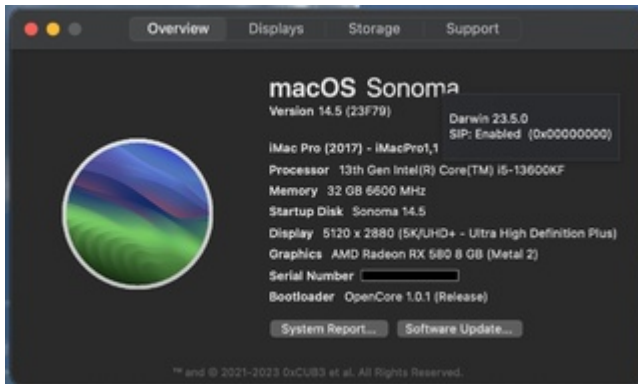 Overview Displays Storage Support
macOS Sonoma
Version 14.5 (23F79)
Darwin 23.5.0
SIP: Enabled (0x00000000)
iMac Pro (2017) - iMacPro1,1
Processor 13th Gen Intel(R) Core(TM) i5-13600KF
Memory 32 GB 6600 MHz
Startup Disk Sonoma 14.5
Display 5120 x 2880 (5K/UHD+ - Ultra High Definition Plus)
Graphics AMD Radeon RX 580 8 GB (Metal 2)
Serial Number
Bootloader OpenCore 1.0.1 (Release)
System Report... Software Update...
™ and © 2021-2023 0xCUB3 et al. All Rights Reserved.